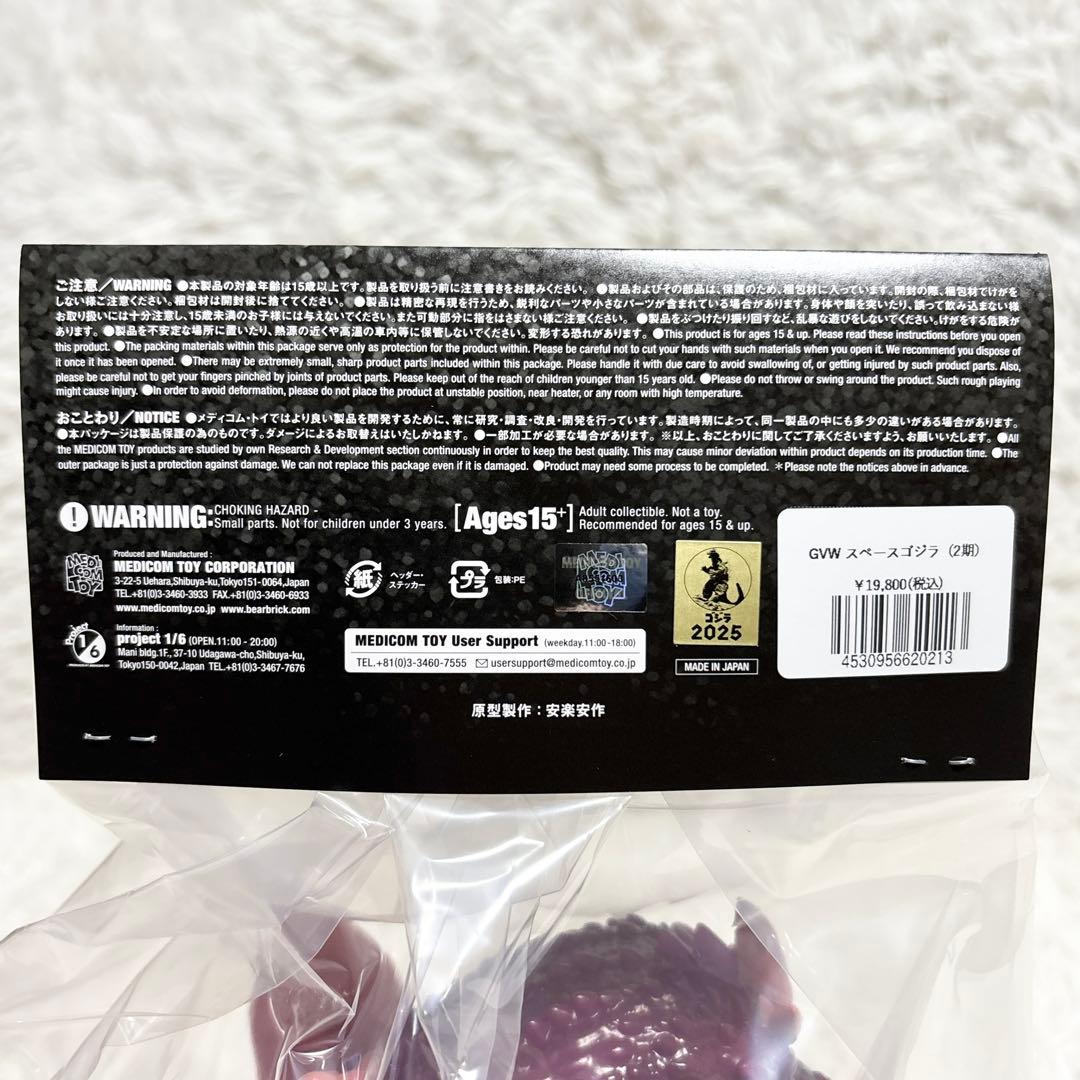 ご注意／WARNING ●本製品の対象年齢は15歳以上です。製品を取り扱う前に注意書きをお読みください。 ●製品およびその部品は、保護のため、梱包材に入っています。開封の際、梱包材でけがを
しない様ご注意ください。梱包材は開封後に捨ててください。 ●製品は精密な再現を行うため、鋭利なパーツや小さなパーツが含まれている場合があります。身体や顔を突いたり、誤って飲み込まない様
お取り扱いには十分注意し、15歳未満のお子様には与えないでください。また可動部分に指をはさまない様ご注意ください。 ●製品をぶつけたり振り回すなど、乱暴な遊びをしないでください。けがをする危険が
あります。●製品を不安定な場所に置いたり、熱源の近くや高温の車内等に保管しないでください。変形する恐れがあります。 ●This product is for ages 15 & up. Please read these instructions before you open
this product. ●The packing materials within this package serve only as protection for the product within. Please be careful not to cut your hands with such materials when you open it. We recommend you dispose of
it once it has been opened. ●There may be extremely small, sharp product parts included within this package. Please handle it with due care to avoid swallowing of, or getting injured by such product parts. Also,
please be careful not to get your fingers pinched by joints of product parts. Please keep out of the reach of children younger than 15 years old. ●Please do not throw or swing around the product. Such rough playing
might cause injury. ●In order to avoid deformation, please do not place the product at unstable position, near heater, or any room with high temperature.
おことわり／NOTICE ●メディコム・トイではより良い製品を開発するために、常に研究・調査・改良・開発を行っています。製造時期によって、同一製品の中にも多少の違いがある場合があります。
●本パッケージは製品保護の為のものです。ダメージによるお取替えはいたしかねます。 ●一部加工が必要な場合があります。 ※以上、おことわりに関してご了承くださいますよう、お願いいたします。 ●All
the MEDICOM TOY products are studied by own Research & Development section continuously in order to keep the best quality. This may cause minor deviation within product depends on its production time. ●The
outer package is just a protection against damage. We can not replace this package even if it is damaged. ●Product may need some process to be completed. ＊Please note the notices above in advance.
WARNING: CHOKING HAZARD -
Small parts. Not for children under 3 years.
[Ages15+] Adult collectible. Not a toy.
Recommended for ages 15 & up.
MEDICOM TOY
Produced and Manufactured :
MEDICOM TOY CORPORATION
3-22-5 Uehara,Shibuya-ku,Tokyo151-0064,Japan
TEL.+81(0)3-3460-3933 FAX.+81(0)3-3460-6933
www.medicomtoy.co.jp www.bearbrick.com
Project 1/6
Information :
project 1/6 (OPEN.11:00 - 20:00)
Mani bldg.1F., 37-10 Udagawa-cho,Shibuya-ku,
Tokyo150-0042,Japan TEL.+81(0)3-3467-7676
紙 ヘッダー・
ステッカー
プラ 包装:PE
MEDICOM TOY
MEDICOM TOY User Support (weekday.11:00-18:00)
TEL.+81(0)3-3460-7555 usersupport@medicomtoy.co.jp
ゴジラ
2025
MADE IN JAPAN
GVW スペースゴジラ (2期)
￥19,800(税込)
4530956620213
原型製作：安楽安作